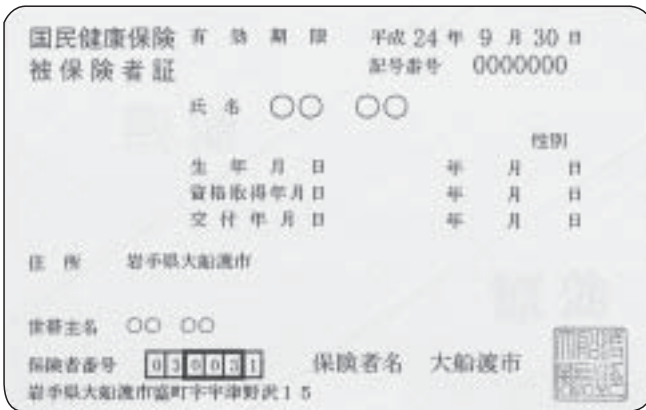 国民健康保険 有効期限 平成24年9月30日
被保険者証 記号番号 0000000
氏名 〇〇 〇〇
性別
生年月日 年 月 日
資格取得年月日 年 月 日
交付年月日 年 月 日
住所 岩手県大船渡市
世帯主名 〇〇 〇〇
保険者番号 030031 保険者名 大船渡市
岩手県大船渡市盛町字宇津野沢15